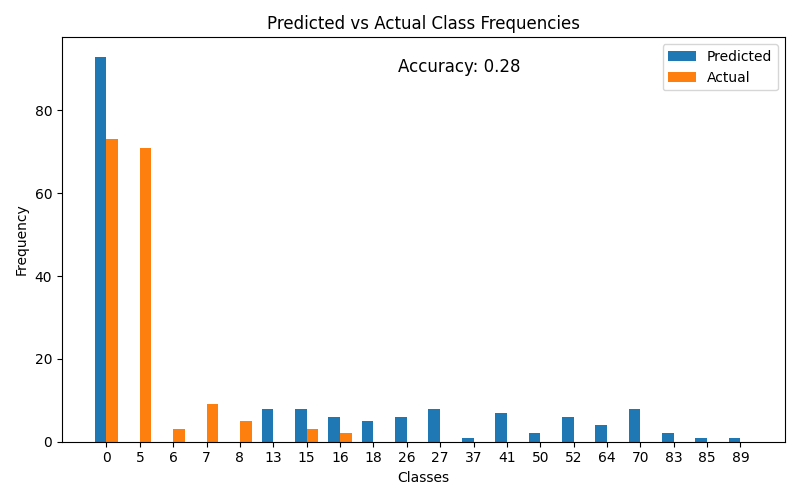 Predicted vs Actual Class Frequencies
Accuracy: 0.28
Predicted
Actual
Frequency
80
60
40
20
0
0 5 6 7 8 13 15 16 18 26 27 37 41 50 52 64 70 83 85 89
Classes